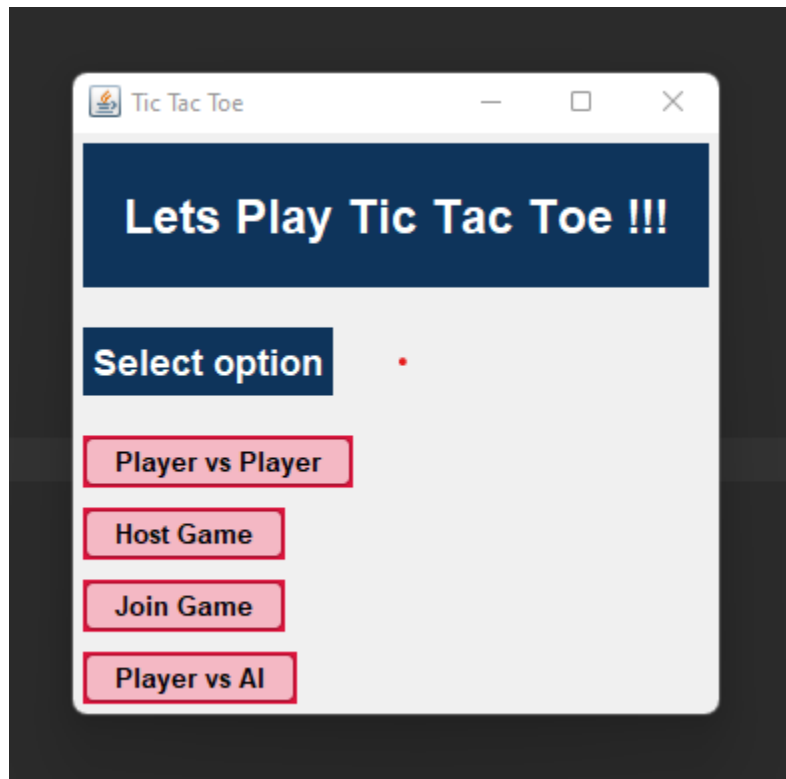 Tic Tac Toe
Lets Play Tic Tac Toe !!!
Select option
Player vs Player
Host Game
Join Game
Player vs AI